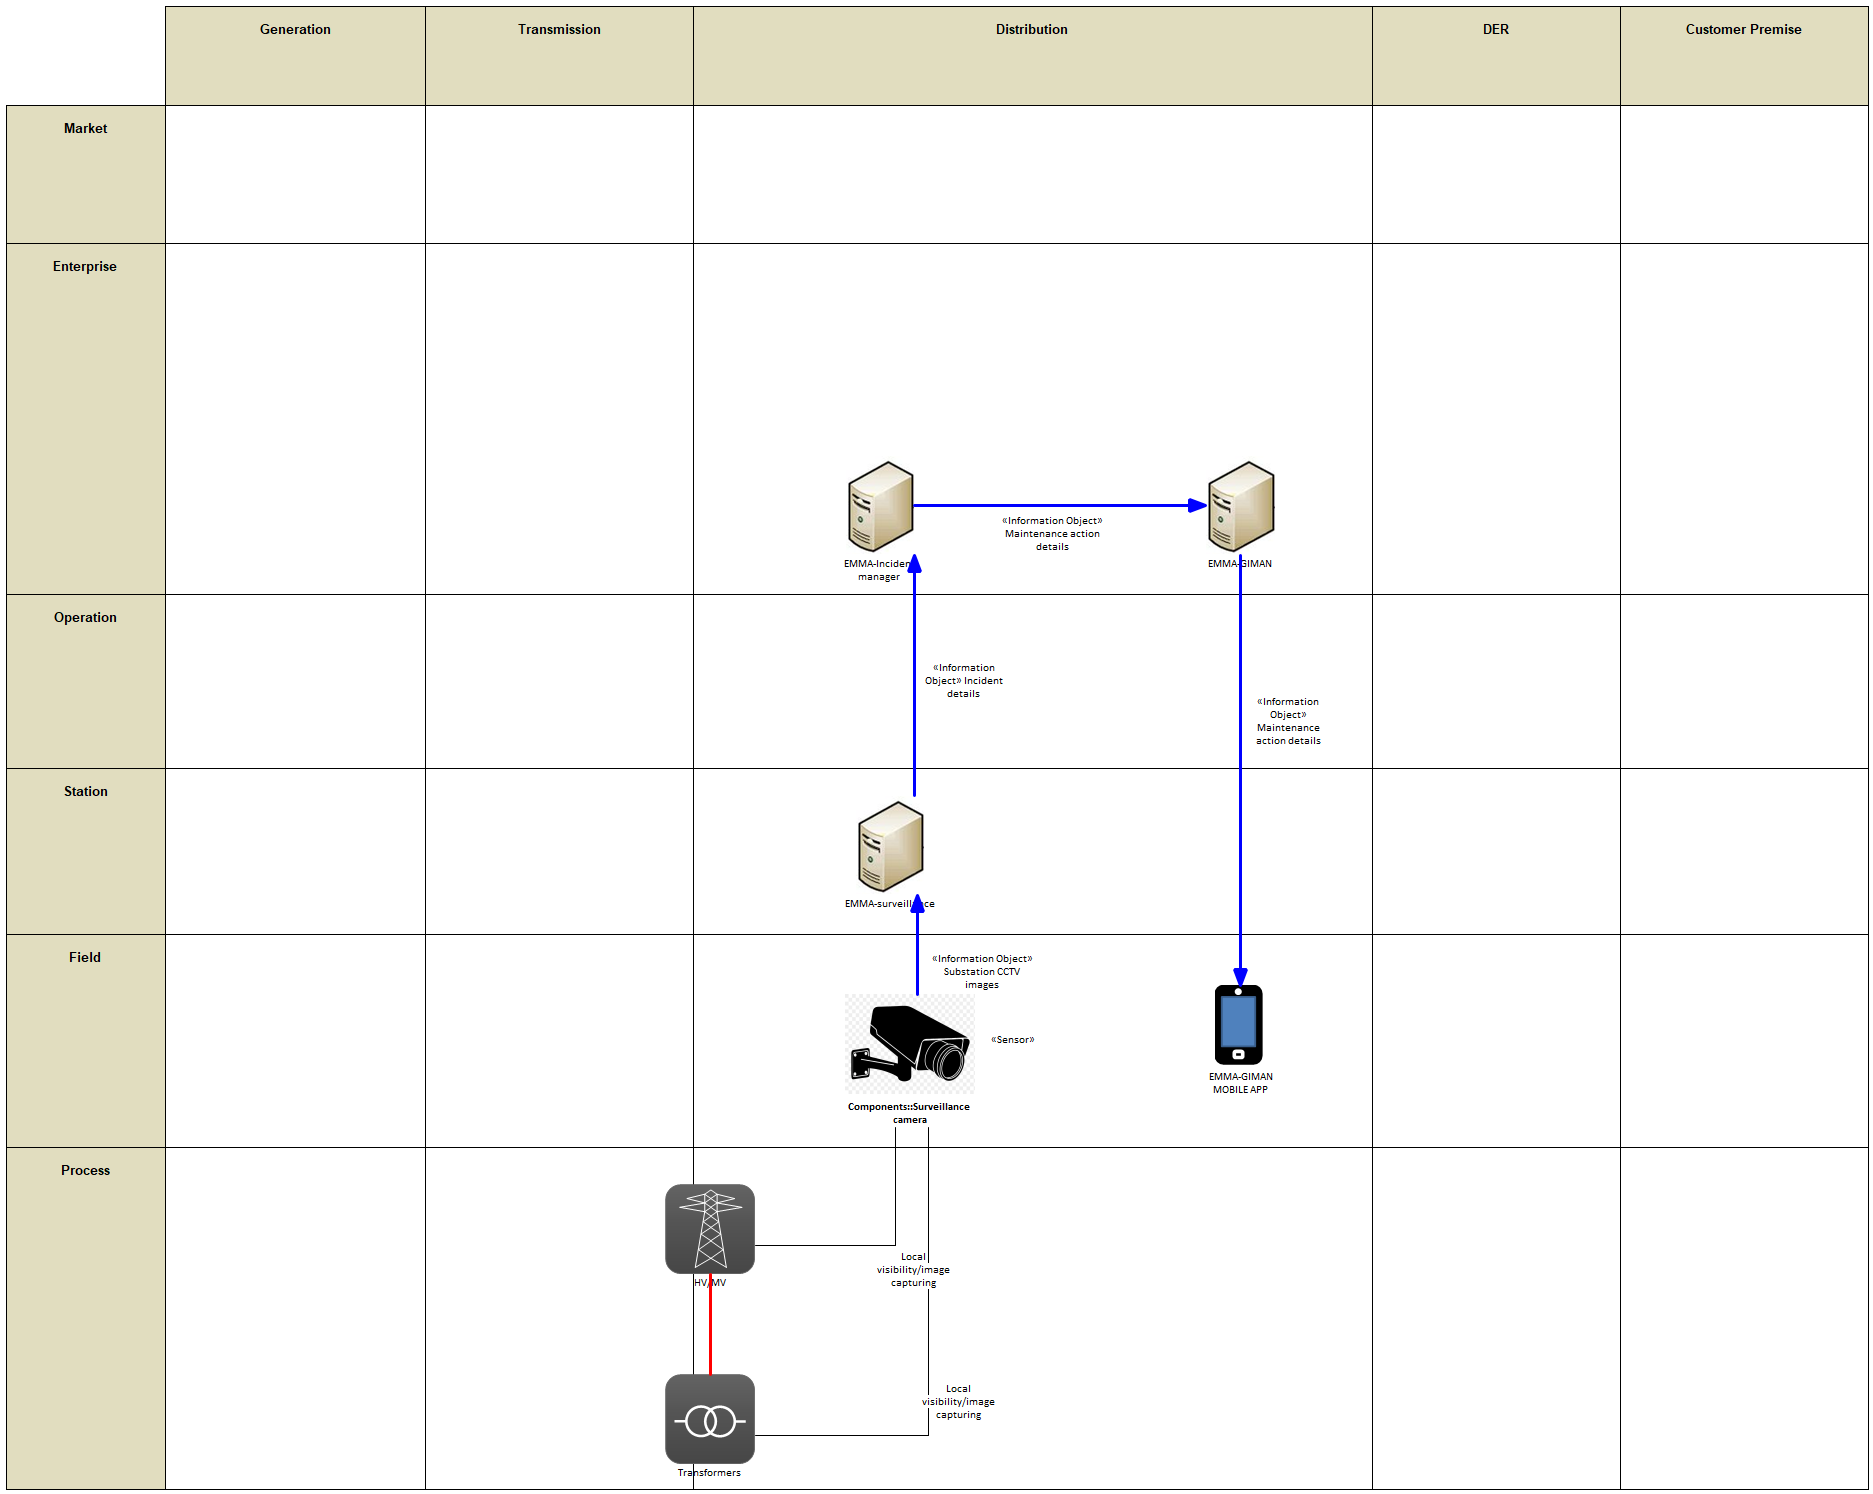 Generation
Transmission
Distribution
DER
Customer Premise
Market
Enterprise
«Information Object»
Maintenance action
details
EMMA-Inciden
manager
EMMA-GIMAN
Operation
«Information
Object» Incident
details
«Information
Object»
Maintenance
action details
Station
EMMA-surveillance
Field
«Information Object»
Substation CCTV
images
«Sensor»
EMMA-GIMAN
MOBILE APP
Components::Surveillance
camera
Process
HV/MV
Local
visibility/image
capturing
Local
visibility/image
capturing
Transformers